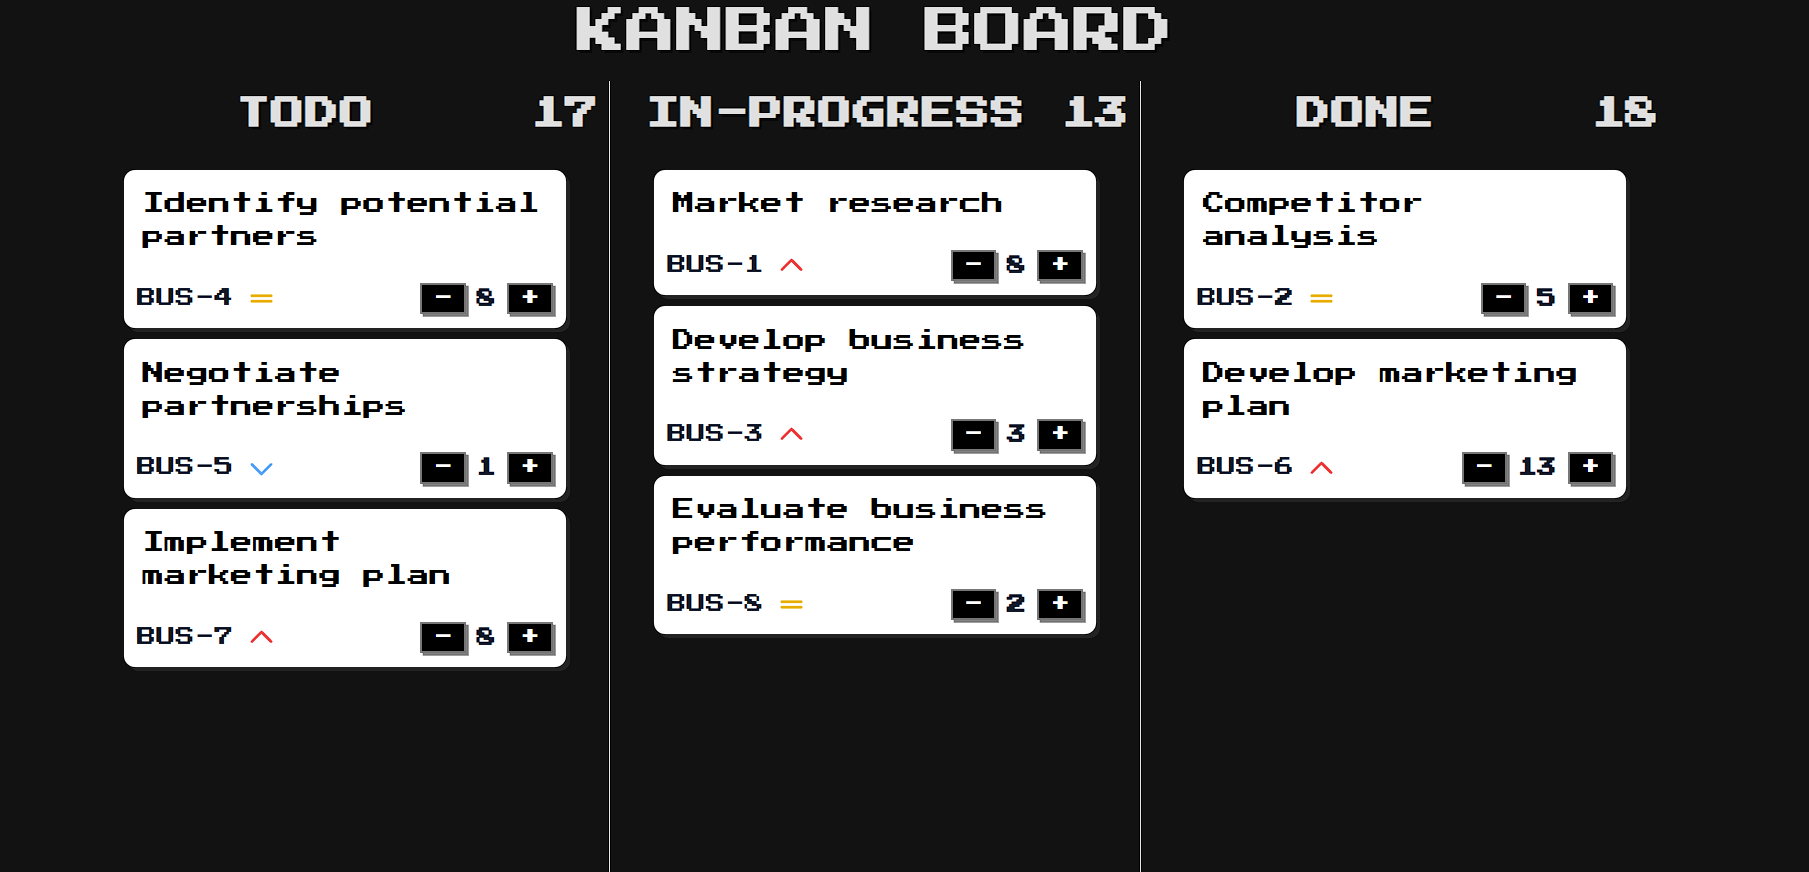 KANBAN BOARD
TODO 17
Identify potential
partners
BUS-4 = - 8 +
Negotiate
partnerships
BUS-5 - 1 +
Implement
marketing plan
BUS-7 - 8 +
IN-PROGRESS 13
Market research
BUS-1 - 8 +
Develop business
strategy
BUS-3 - 3 +
Evaluate business
performance
BUS-8 = - 2 +
DONE 18
Competitor
analysis
BUS-2 = - 5 +
Develop marketing
plan
BUS-6 - 13 +